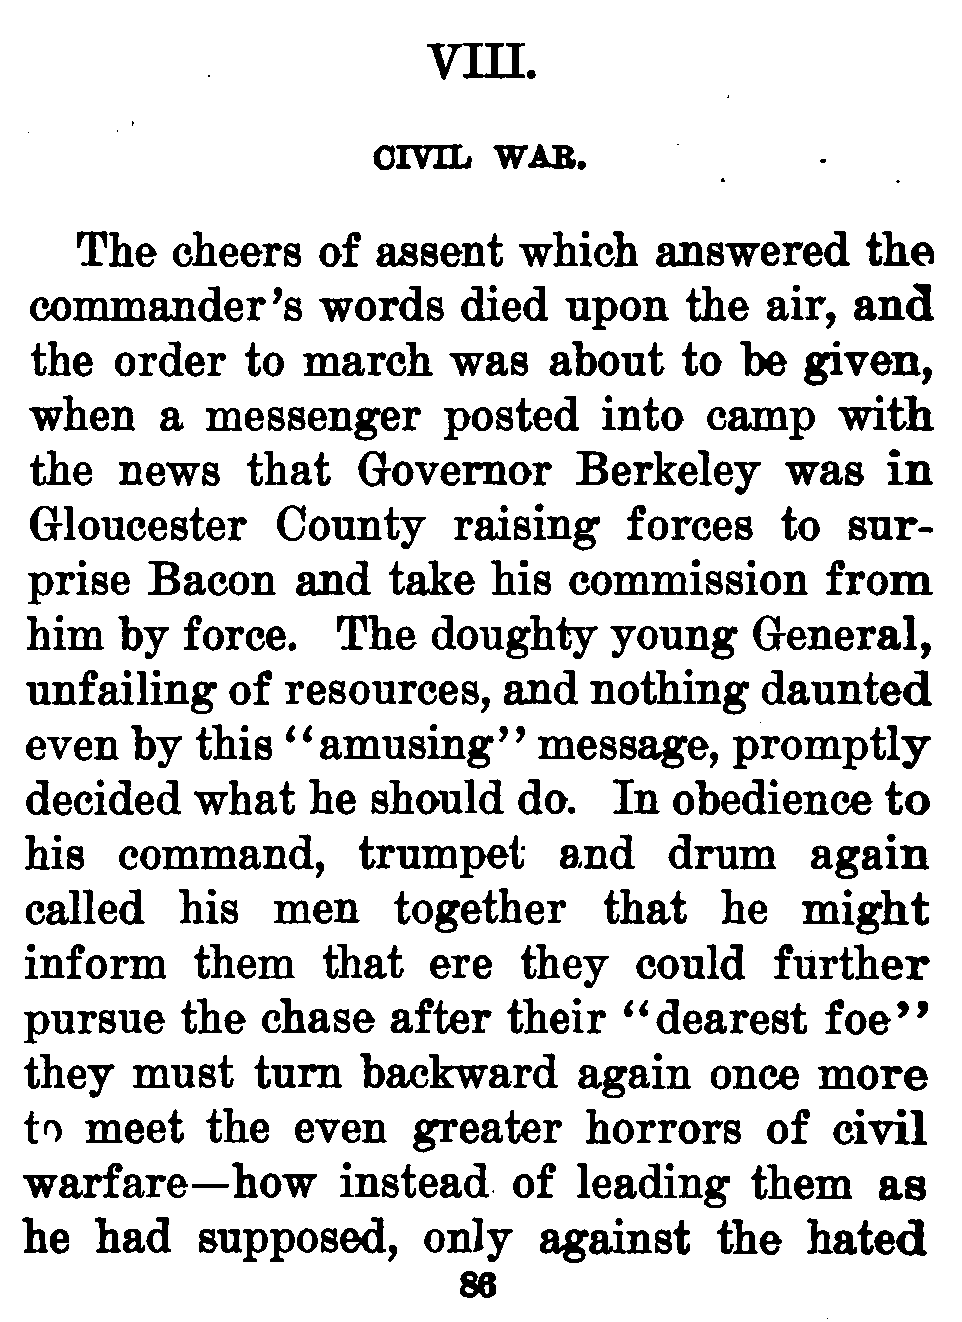 VIII.
CIVIL WAR.
The cheers of assent which answered the
commander's words died upon the air, and
the order to march was about to be given,
when a messenger posted into camp with
the news that Governor Berkeley was in
Gloucester County raising forces to sur-
prise Bacon and take his commission from
him by force. The doughty young General,
unfailing of resources, and nothing daunted
even by this "amusing" message, promptly
decided what he should do. In obedience to
his command, trumpet and drum again
called his men together that he might
inform them that ere they could further
pursue the chase after their "dearest foe"
they must turn backward again once more
to meet the even greater horrors of civil
warfare—how instead of leading them as
he had supposed, only against the hated
86